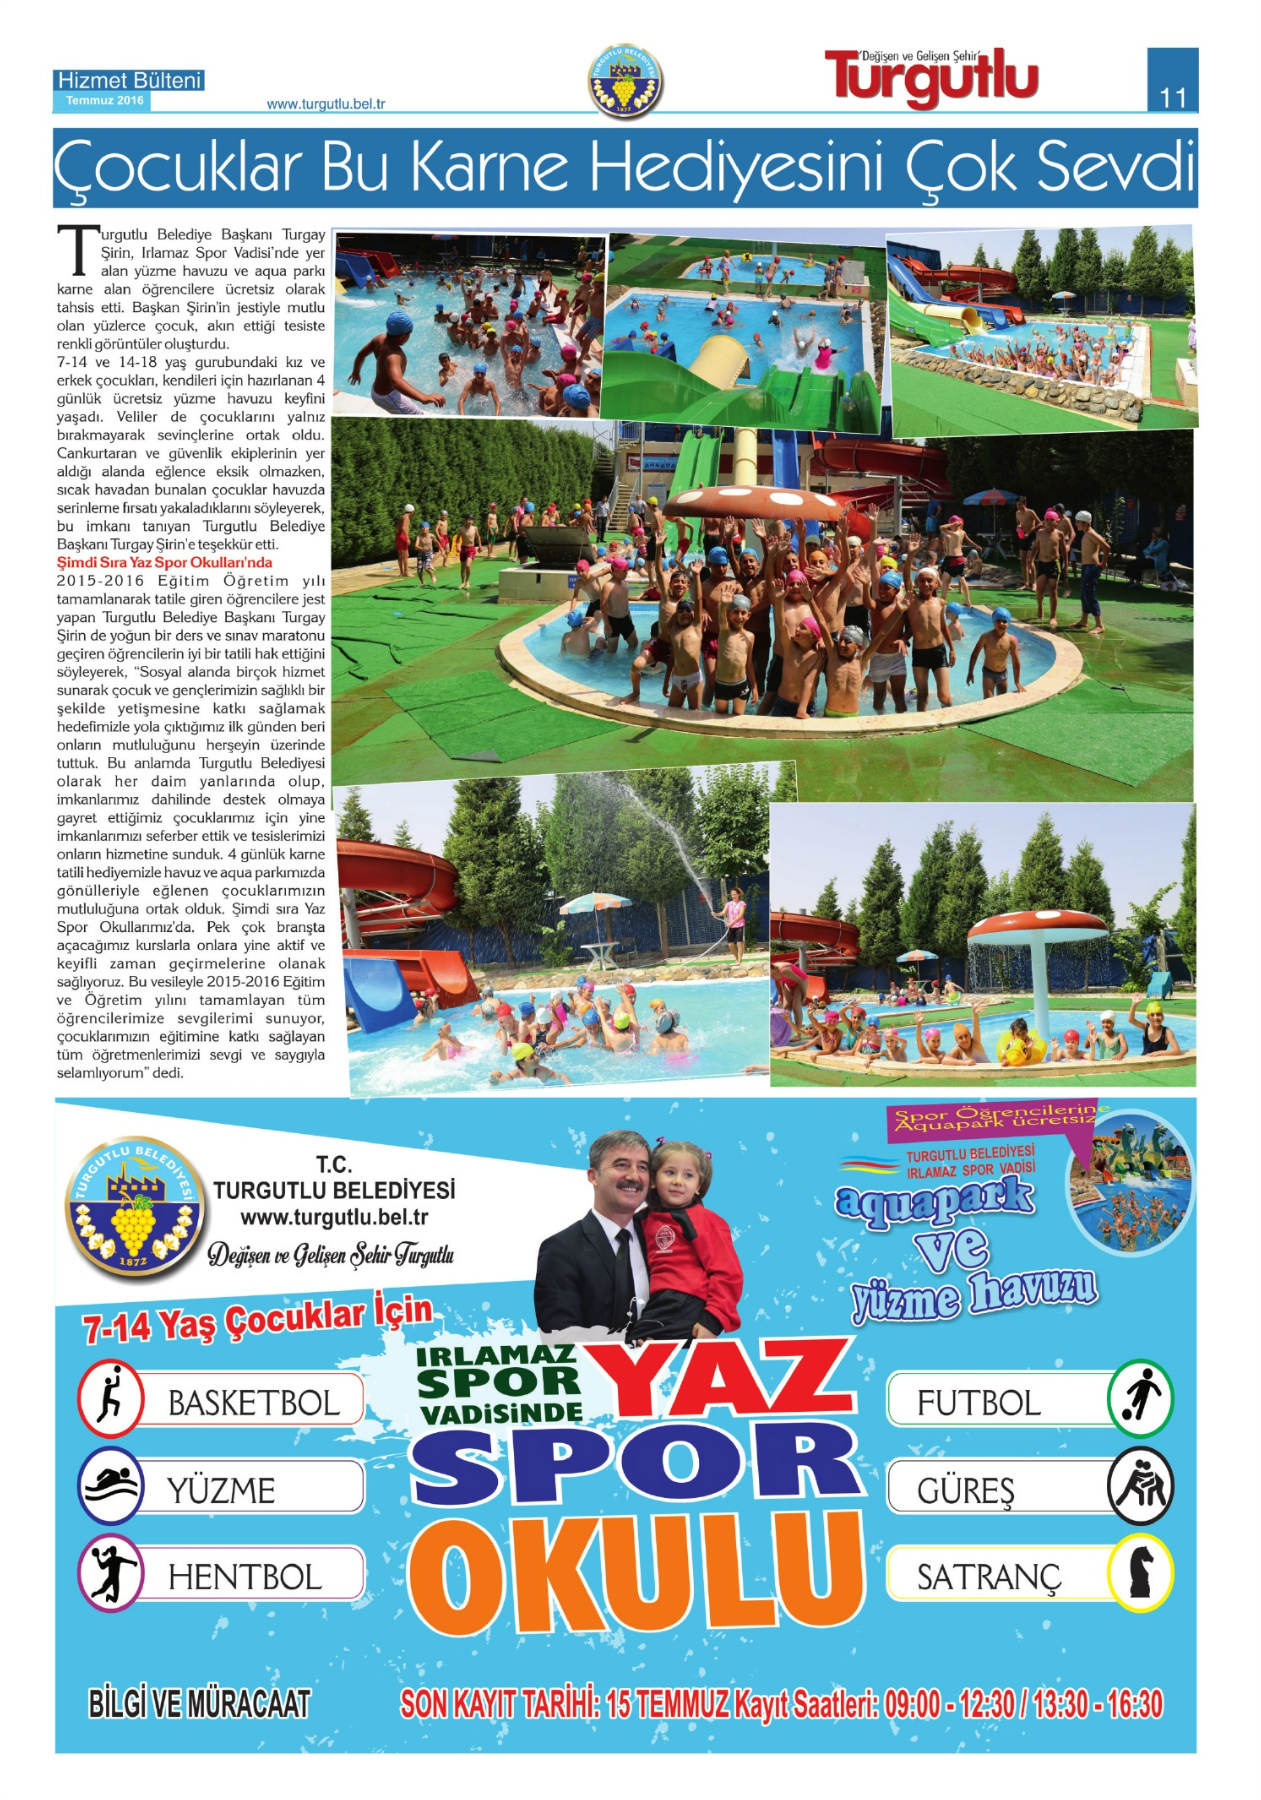 Hizmet Bülteni
Temmuz 2016
www.turgutlu.bel.tr
TURGUTLU BELEDİYESİ
1872
'Değişen ve Gelişen Şehir'
Turgutlu
11
Çocuklar Bu Karne Hediyesini Çok Sevdi
Turgutlu Belediye Başkanı Turgay
Şirin, Irlamaz Spor Vadisi'nde yer
alan yüzme havuzu ve aqua parkı
karne alan öğrencilere ücretsiz olarak
tahsis etti. Başkan Şirin'in jestiyle mutlu
olan yüzlerce çocuk, akın ettiği tesiste
renkli görüntüler oluşturdu.
7-14 ve 14-18 yaş gurubundaki kız ve
erkek çocukları, kendileri için hazırlanan 4
günlük ücretsiz yüzme havuzu keyfini
yaşadı. Veliler de çocuklarını yalnız
bırakmayarak sevinçlerine ortak oldu.
Cankurtaran ve güvenlik ekiplerinin yer
aldığı alanda eğlence eksik olmazken,
sıcak havadan bunalan çocuklar havuzda
serinleme fırsatı yakaladıklarını söyleyerek,
bu imkanı tanıyan Turgutlu Belediye
Başkanı Turgay Şirin'e teşekkür etti.
Şimdi Sıra Yaz Spor Okulları'nda
2015-2016 Eğitim Öğretim yılı
tamamlanarak tatile giren öğrencilere jest
yapan Turgutlu Belediye Başkanı Turgay
Şirin de yoğun bir ders ve sınav maratonu
geçiren öğrencilerin iyi bir tatili hak ettiğini
söyleyerek, “Sosyal alanda birçok hizmet
sunarak çocuk ve gençlerimizin sağlıklı bir
şekilde yetişmesine katkı sağlamak
hedefimizle yola çıktığımız ilk günden beri
onların mutluluğunu herşeyin üzerinde
tuttuk. Bu anlamda Turgutlu Belediyesi
olarak her daim yanlarında olup,
imkanlarımız dahilinde destek olmaya
gayret ettiğimiz çocuklarımız için yine
imkanlarımızı seferber ettik ve tesislerimizi
onların hizmetine sunduk. 4 günlük karne
tatili hediyemizle havuz ve aqua parkımızda
gönülleriyle eğlenen çocuklarımızın
mutluluğuna ortak olduk. Şimdi sıra Yaz
Spor Okullarımız'da. Pek çok branşta
açacağımız kurslarla onlara yine aktif ve
keyifli zaman geçirmelerine olanak
sağlıyoruz. Bu vesileyle 2015-2016 Eğitim
ve Öğretim yılını tamamlayan tüm
öğrencilerimize sevgilerimi sunuyor,
çocuklarımızın eğitimine katkı sağlayan
tüm öğretmenlerimizi sevgi ve saygıyla
selamlıyorum” dedi.
TURGUTLU BELEDİYESİ
1872
T.C.
TURGUTLU BELEDİYESİ
www.turgutlu.bel.tr
Değişen ve Gelişen Şehir Turgutlu
Spor Öğrencilerine
Aquapark ücretsiz
TURGUTLU BELEDİYESİ
IRLAMAZ SPOR VADİSİ
aquapark
ve
yüzme havuzu
7-14 Yaş Çocuklar İçin
BASKETBOL
YÜZME
HENTBOL
IRLAMAZ
SPOR
VADİSİNDE
YAZ
SPOR
OKULU
FUTBOL
GÜREŞ
SATRANÇ
BİLGİ VE MÜRACAAT
SON KAYIT TARİHİ: 15 TEMMUZ Kayıt Saatleri: 09:00 - 12:30 / 13:30 - 16:30